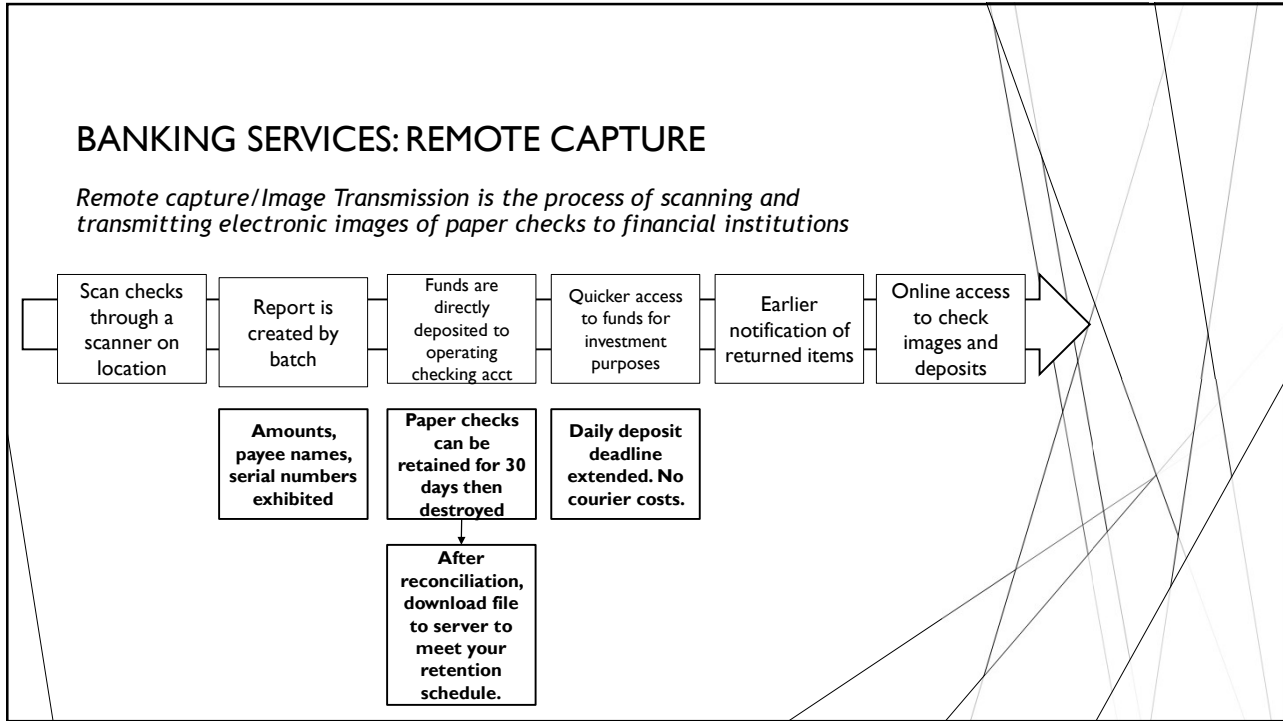 BANKING SERVICES: REMOTE CAPTURE
Remote capture/Image Transmission is the process of scanning and
transmitting electronic images of paper checks to financial institutions
Scan checks
through a
scanner on
location
Report is
created by
batch
Funds are
directly
deposited to
operating
checking acct
Quicker access
to funds for
investment
purposes
Earlier
notification of
returned items
Online access
to check
images and
deposits
Amounts,
payee names,
serial numbers
exhibited
Paper checks
can be
retained for 30
days then
destroyed
Daily deposit
deadline
extended. No
courier costs.
After
reconciliation,
download file
to server to
meet your
retention
schedule.